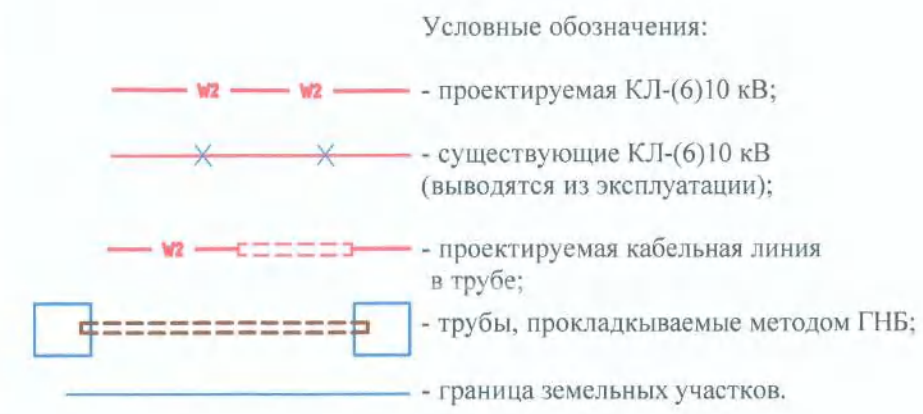 Условные обозначения:
W2 W2 - проектируемая КЛ-(6)10 кВ;
- существующие КЛ-(6)10 кВ
(выводятся из эксплуатации);
W2 - проектируемая кабельная линия
в трубе;
- трубы, прокладкываемые методом ГНБ;
- граница земельных участков.